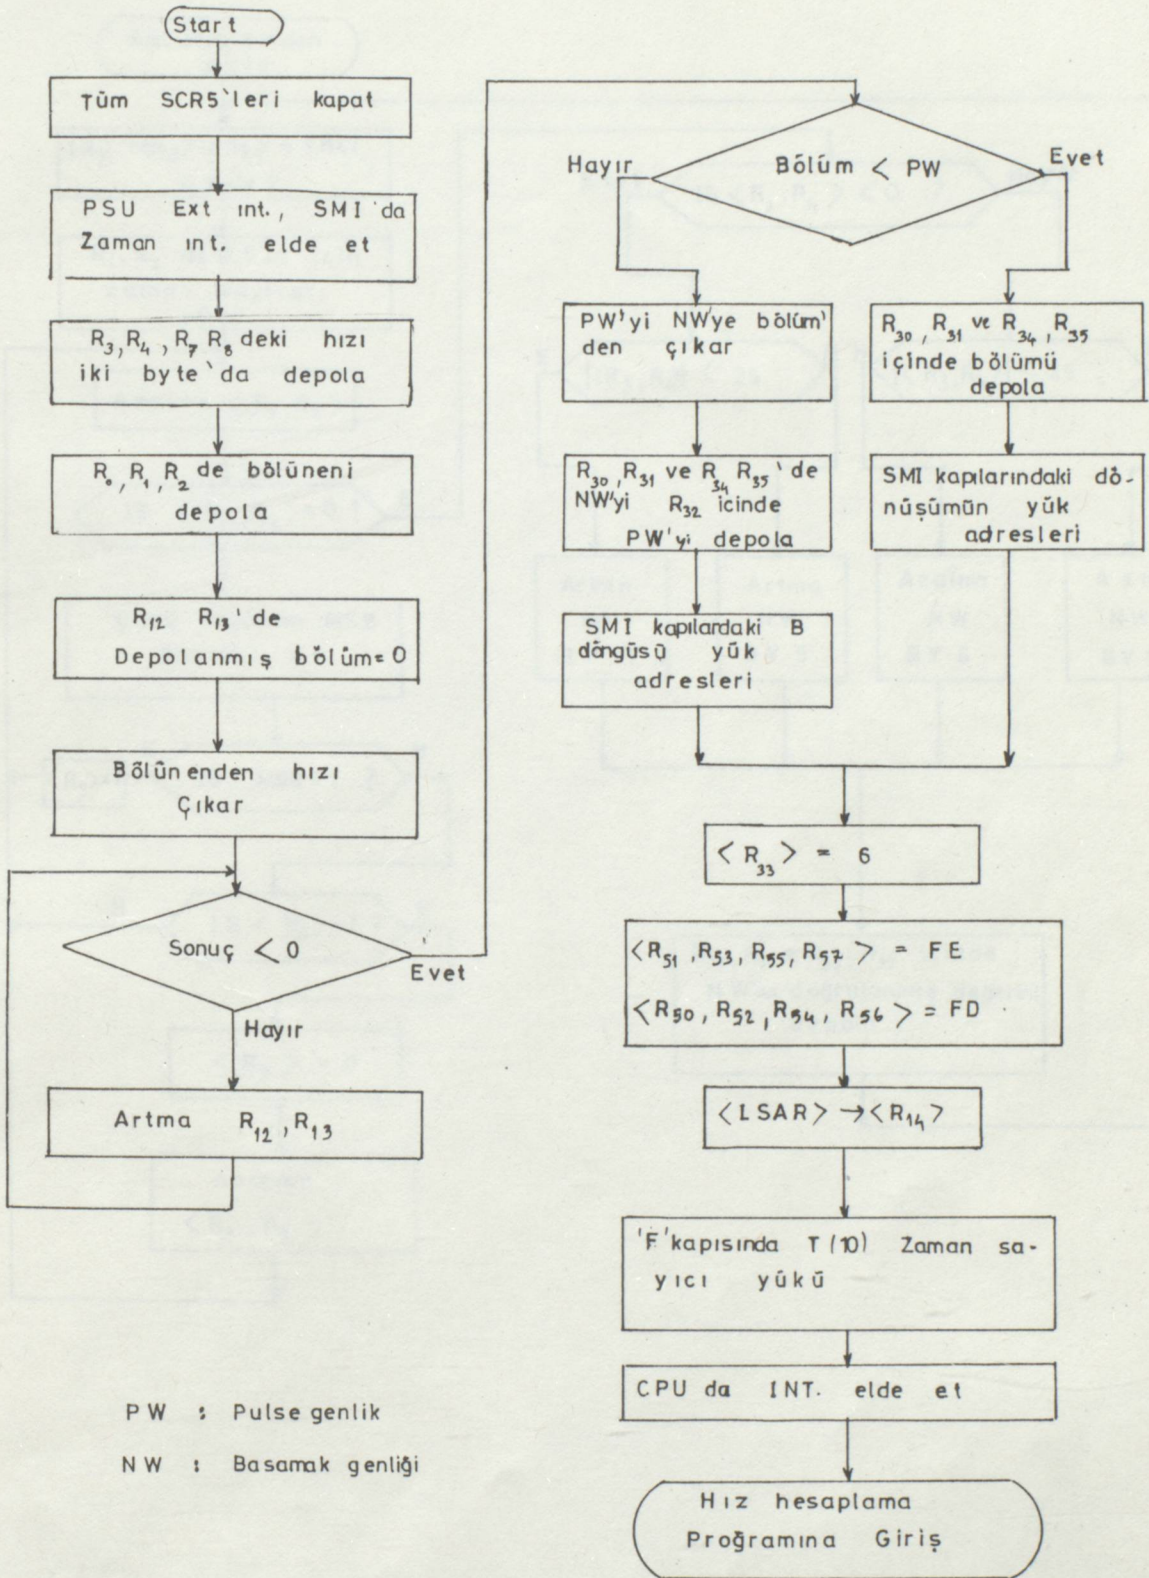 Start
Tüm SCR5'leri kapat
PSU Ext ınt., SMI'da
Zaman ınt. elde et
R3, R4, R7 R8 deki hızı
iki byte'da depola
R0, R1, R2 de bölüneni
depola
R12 R13' de
Depolanmış bölüm=0
Bölünenden hızı
Çıkar
Sonuç < 0
Evet
Hayır
Artma R12, R13
Hayır
Bölüm < PW
Evet
PW'yi NW'ye bölüm'
den çıkar
R30, R31 ve R34, R35
içinde bölümü
depola
R30, R31 ve R34 R35' de
NW'yi R32 icinde
PW'yi depola
SMI kapılarındaki dö-
nüşümün yük
adresleri
SMI kapılardaki B
döngüsü yük
adresleri
<R33> = 6
<R51, R53, R55, R57> = FE
<R50, R52, R54, R56> = FD
<LSAR> → <R14>
'F' kapısında T(10) Zaman sa-
yıcı yükü
CPU da INT. elde et
Hız hesaplama
Proğramına Giriş
PW : Pulse genlik
NW : Basamak genliği